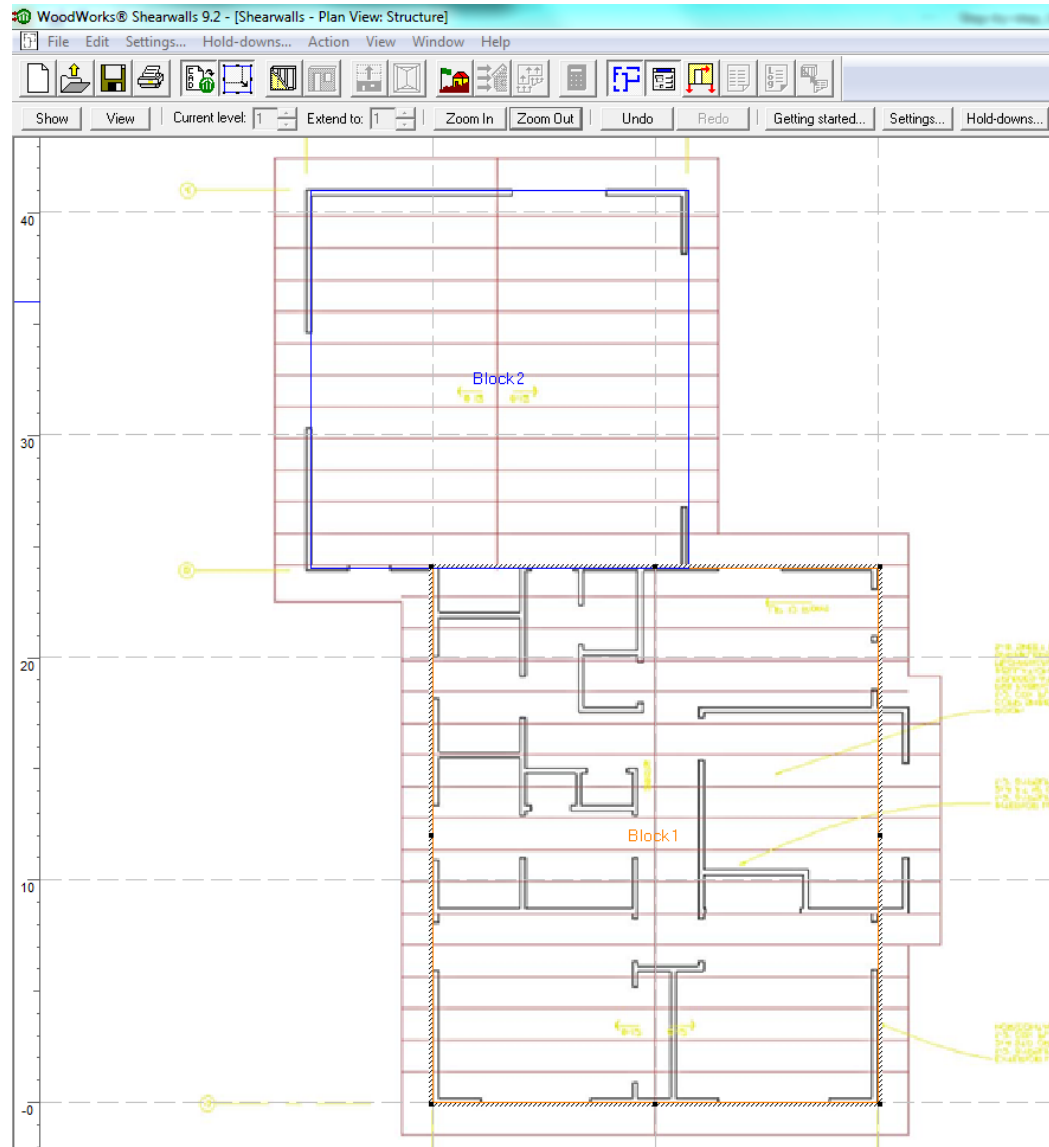 WoodWorks® Shearwalls 9.2 - [Shearwalls - Plan View: Structure]
File Edit Settings... Hold-downs... Action View Window Help
Show View Current level: 1 Extend to: 1 Zoom In Zoom Out Undo Redo Getting started... Settings... Hold-downs...
40
Block2
30
20
Block1
10
-0